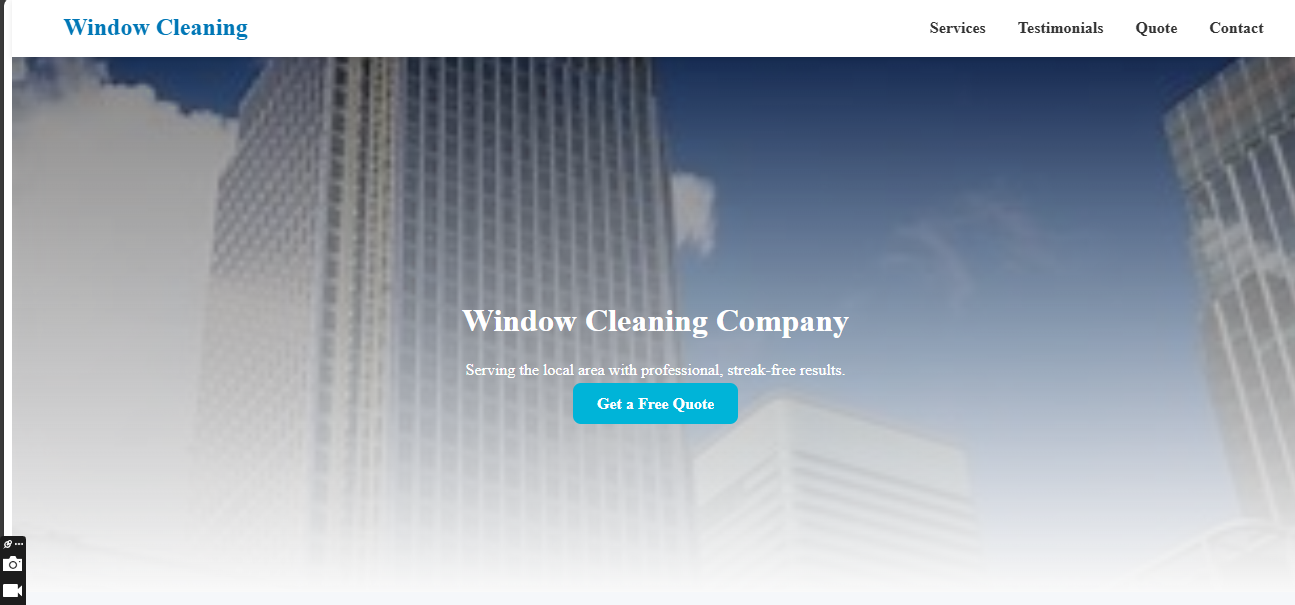 Window Cleaning
Services Testimonials Quote Contact
Window Cleaning Company
Serving the local area with professional, streak-free results.
Get a Free Quote